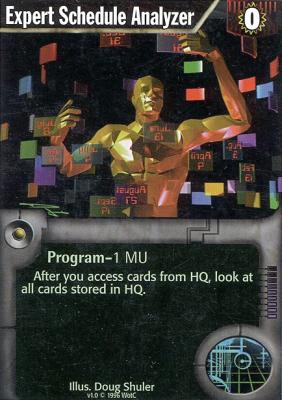 Expert Schedule Analyzer
0
Program–1 MU
After you access cards from HQ, look at
all cards stored in HQ.
Illus. Doug Shuler
v1.0 © 1996 WotC